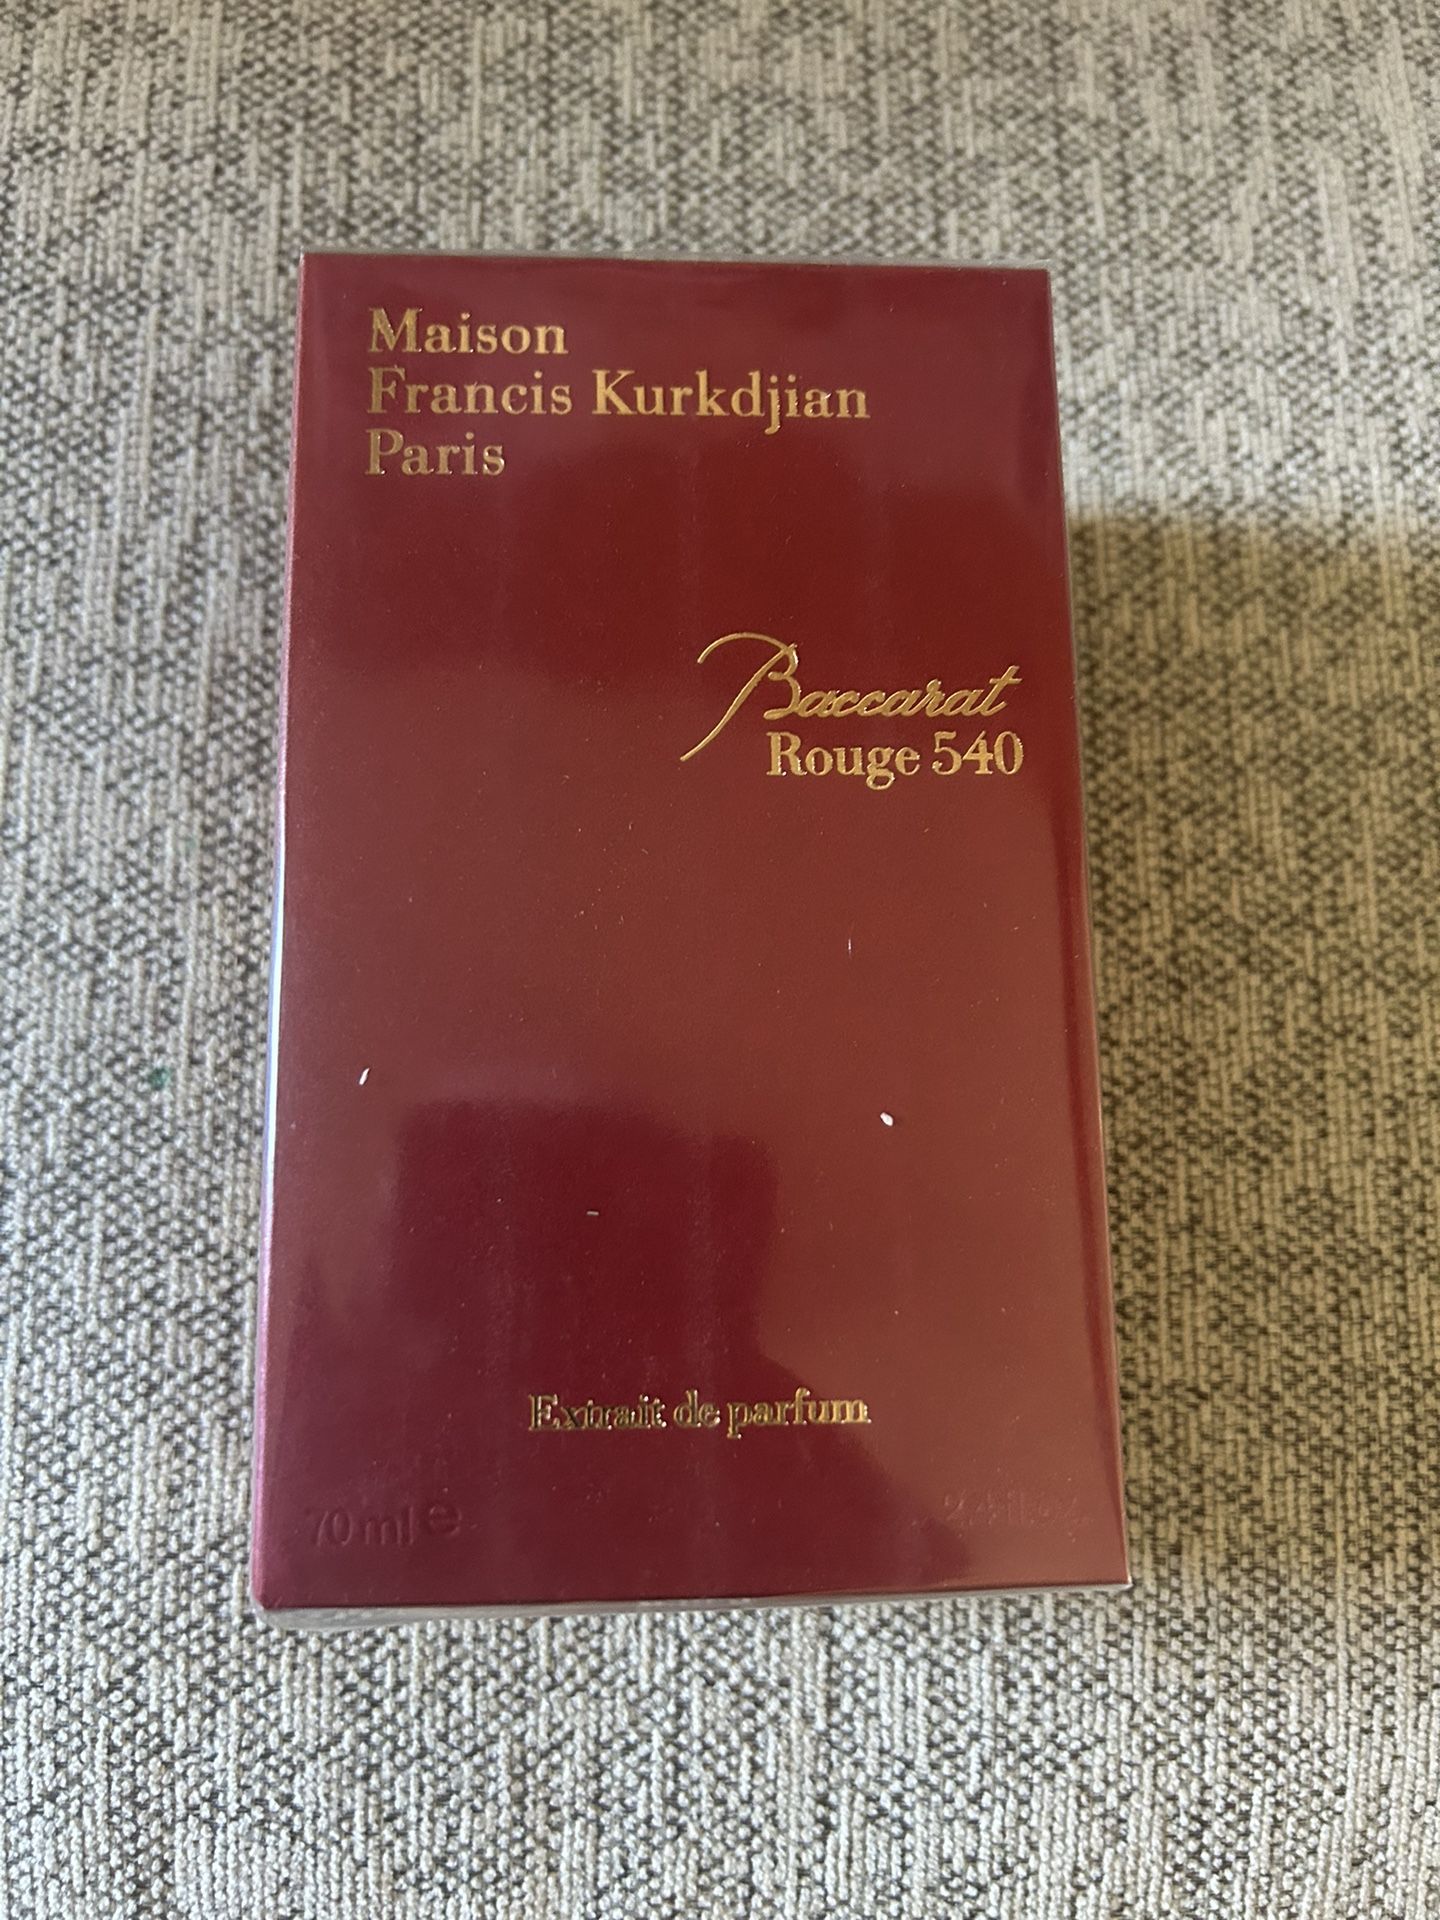 Maison
Francis Kurkdjian
Paris
Baccarat
Rouge 540
Extrait de parfum
70 ml ℮